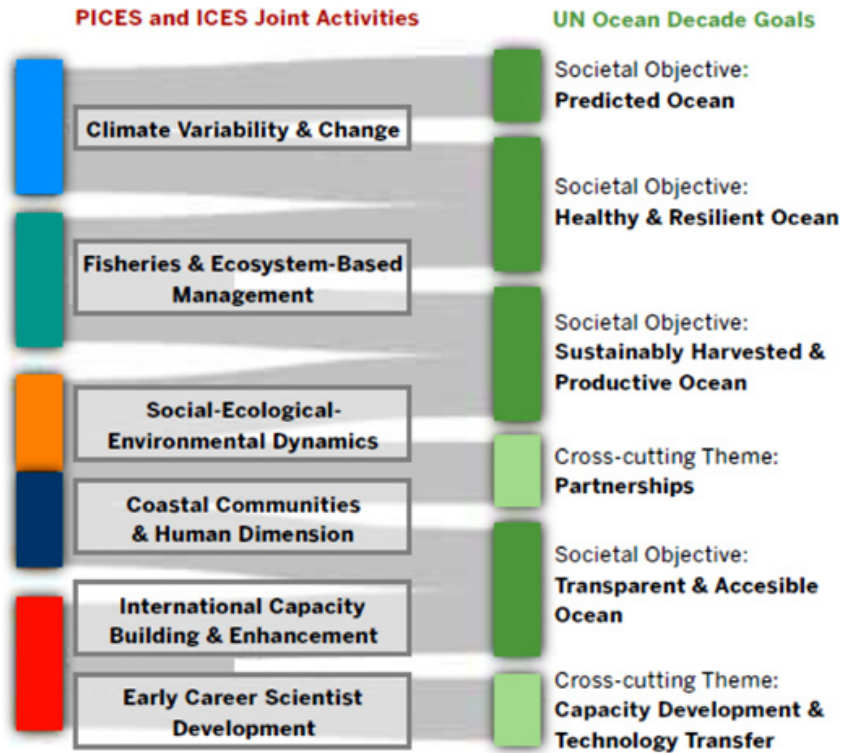 PICES and ICES Joint Activities
UN Ocean Decade Goals
Climate Variability & Change
Fisheries & Ecosystem-Based
Management
Social-Ecological-
Environmental Dynamics
Coastal Communities
& Human Dimension
International Capacity
Building & Enhancement
Early Career Scientist
Development
Societal Objective:
Predicted Ocean
Societal Objective:
Healthy & Resilient Ocean
Societal Objective:
Sustainably Harvested &
Productive Ocean
Cross-cutting Theme:
Partnerships
Societal Objective:
Transparent & Accesible
Ocean
Cross-cutting Theme:
Capacity Development &
Technology Transfer